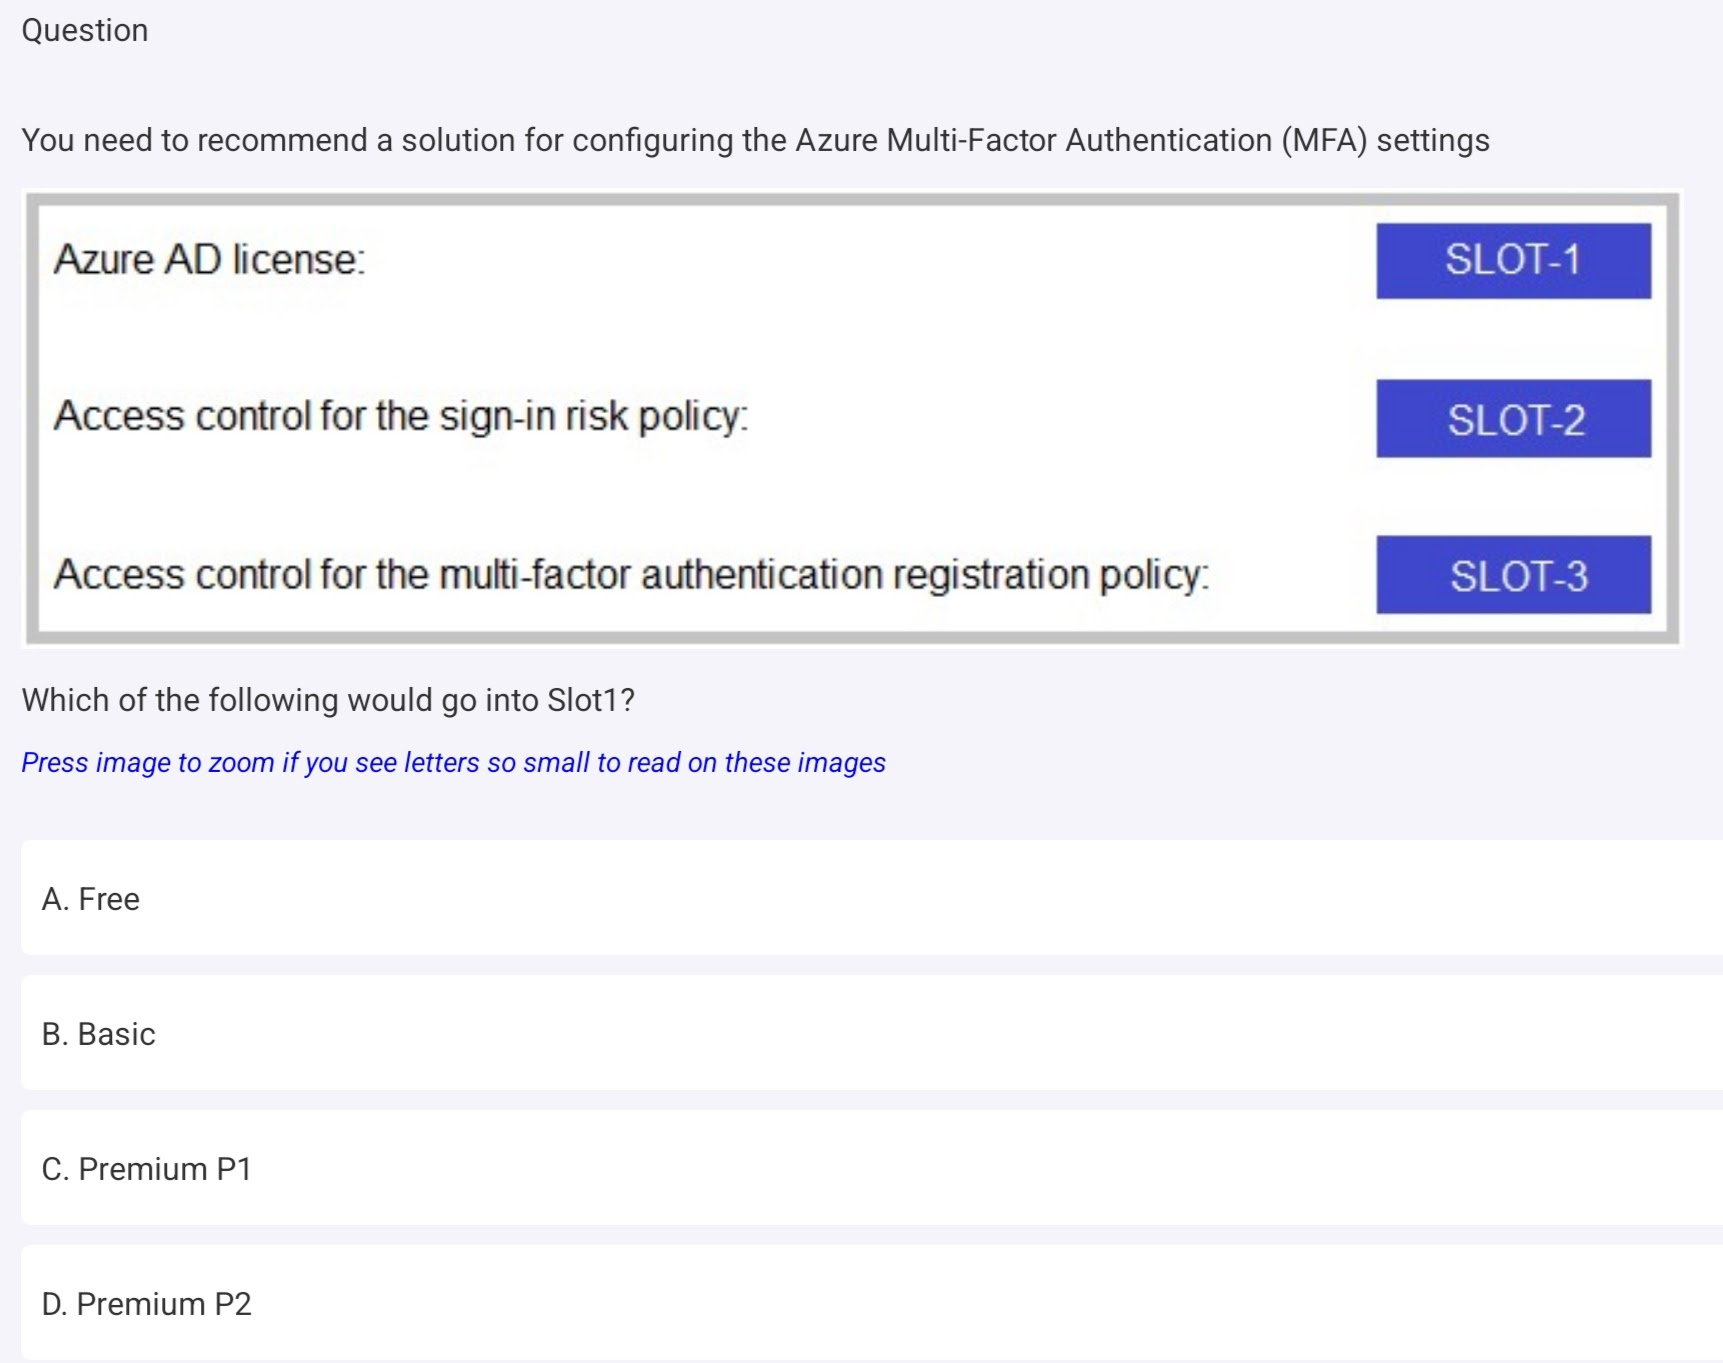 Question
You need to recommend a solution for configuring the Azure Multi-Factor Authentication (MFA) settings
Azure AD license: SLOT-1
Access control for the sign-in risk policy: SLOT-2
Access control for the multi-factor authentication registration policy: SLOT-3
Which of the following would go into Slot1?
Press image to zoom if you see letters so small to read on these images
A. Free
B. Basic
C. Premium P1
D. Premium P2